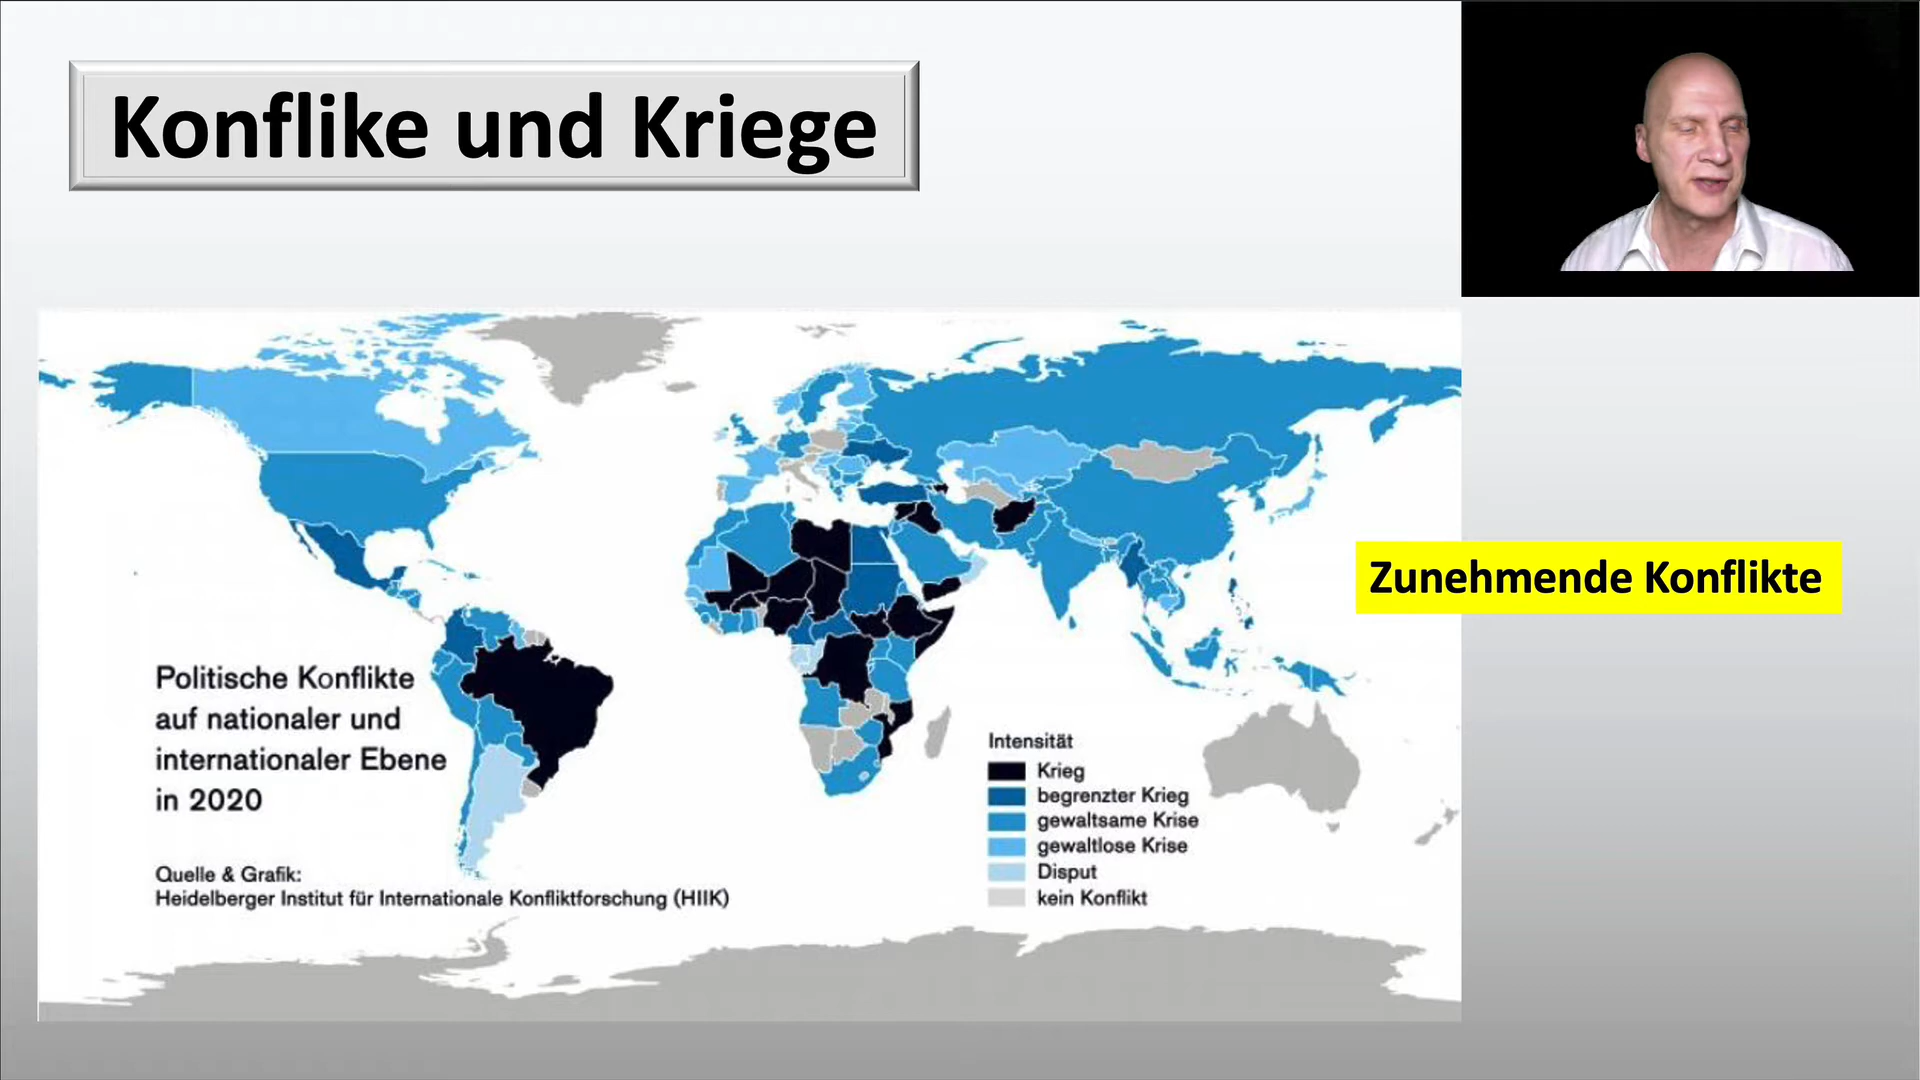 Konflike und Kriege
Zunehmende Konflikte
Politische Konflikte
auf nationaler und
internationaler Ebene
in 2020
Quelle & Grafik:
Heidelberger Institut für Internationale Konfliktforschung (HIIK)
Intensität
Krieg
begrenzter Krieg
gewaltsame Krise
gewaltlose Krise
Disput
kein Konflikt